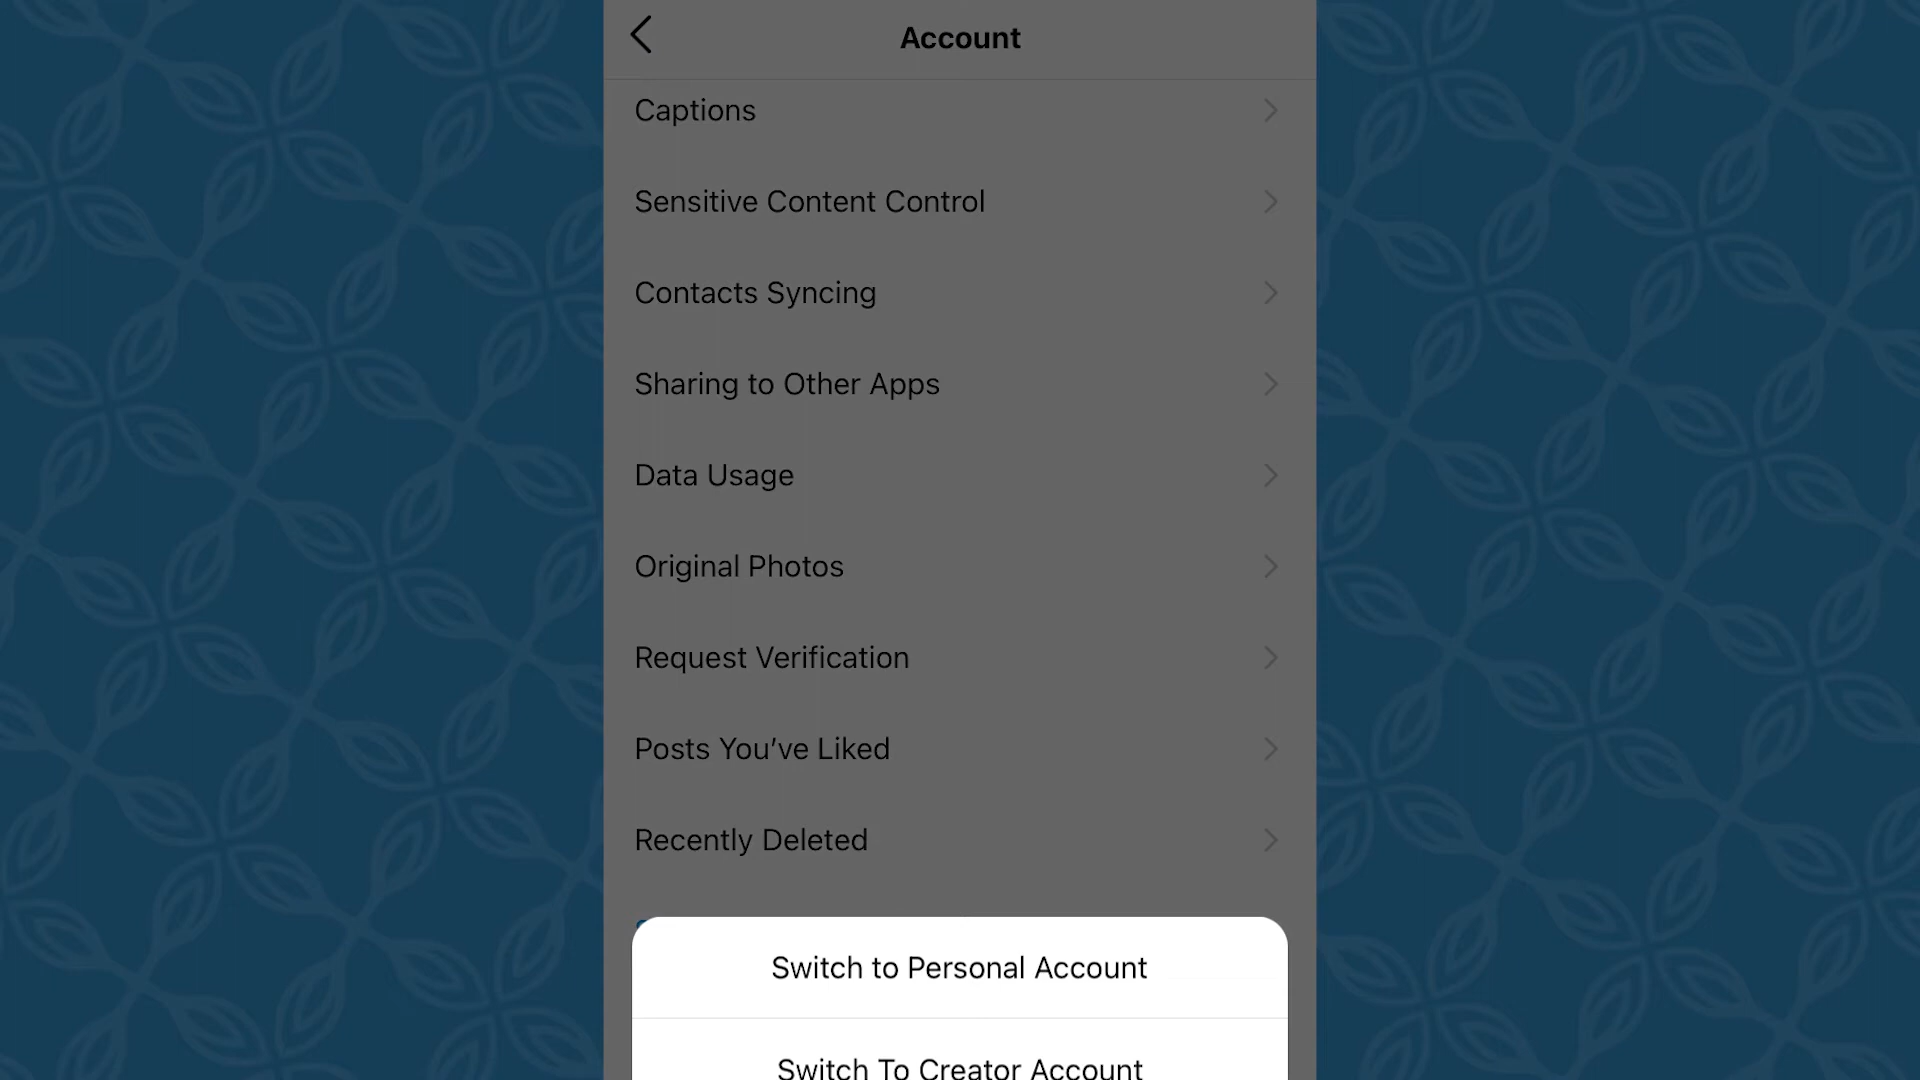 Account
Captions
Sensitive Content Control
Contacts Syncing
Sharing to Other Apps
Data Usage
Original Photos
Request Verification
Posts You’ve Liked
Recently Deleted
Switch to Personal Account
Switch To Creator Account